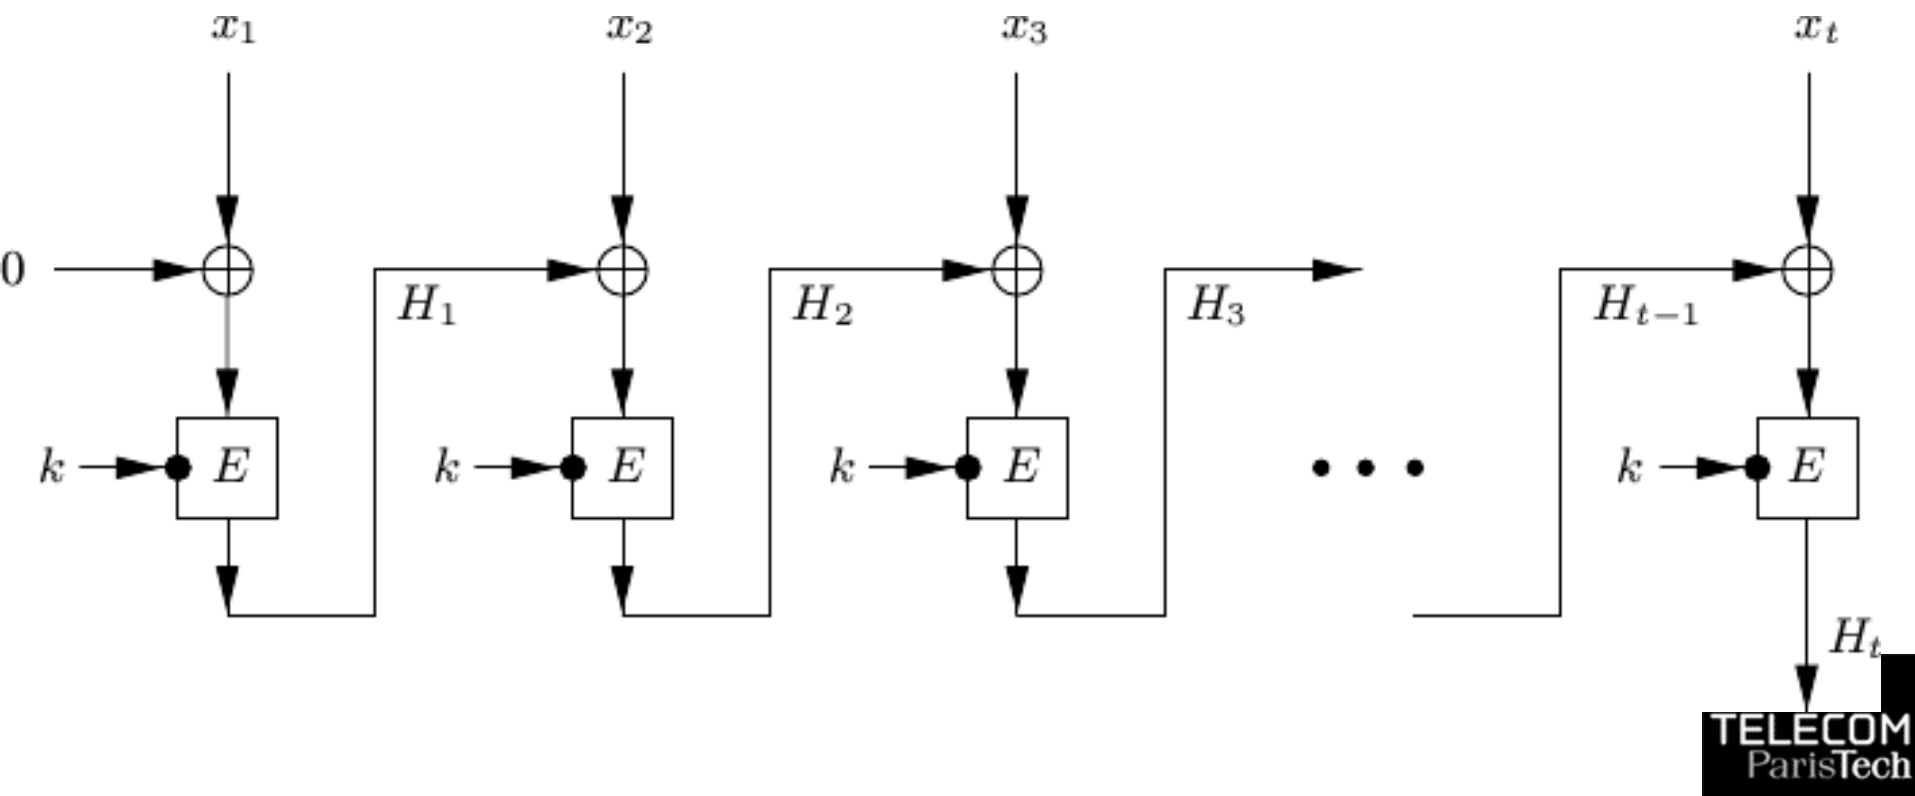 x₁ x₂ x₃ xₜ
0 H₁ H₂ H₃ Hₜ₋₁
k E k E k E • • • k E
Hₜ
TELECOM
ParisTech